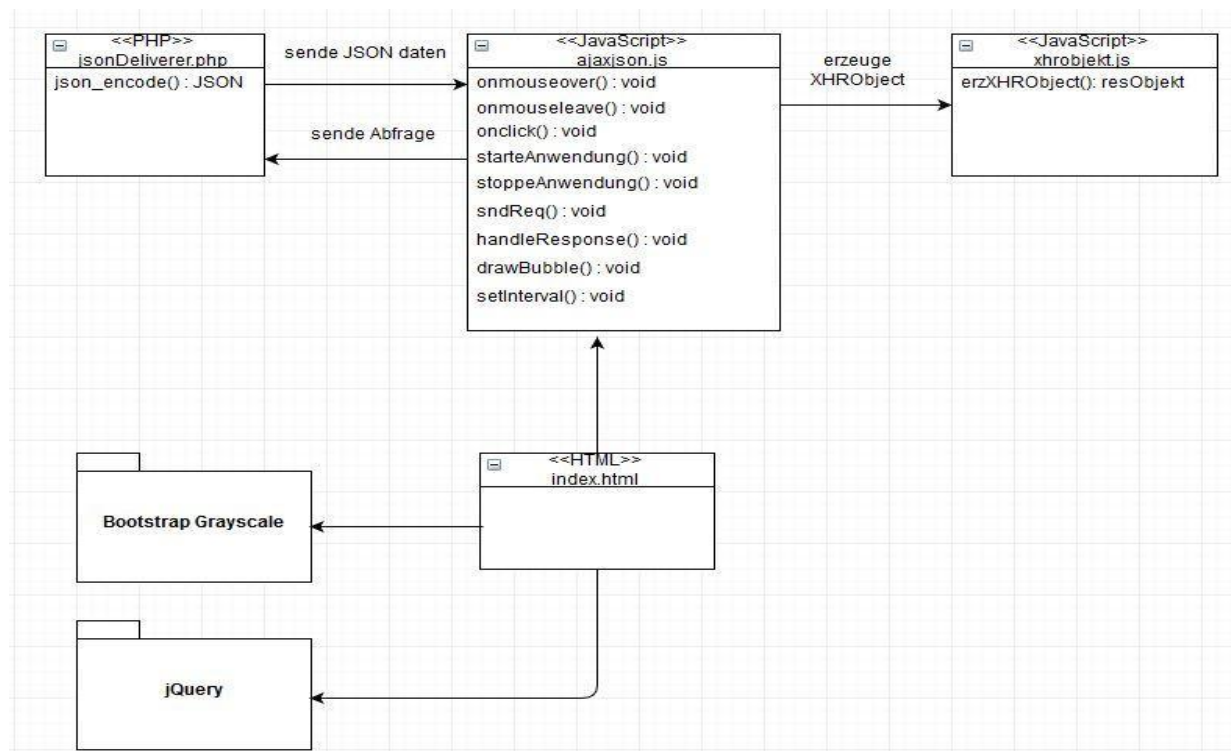 <<PHP>>
jsonDeliverer.php
json_encode() : JSON
sende JSON daten
sende Abfrage
<<JavaScript>>
ajaxjson.js
onmouseover() : void
onmouseleave() : void
onclick() : void
starteAnwendung() : void
stoppeAnwendung() : void
sndReq() : void
handleResponse() : void
drawBubble() : void
setInterval() : void
erzeuge
XHRObject
<<JavaScript>>
xhrobjekt.js
erzXHRObject(): resObjekt
<<HTML>>
index.html
Bootstrap Grayscale
jQuery